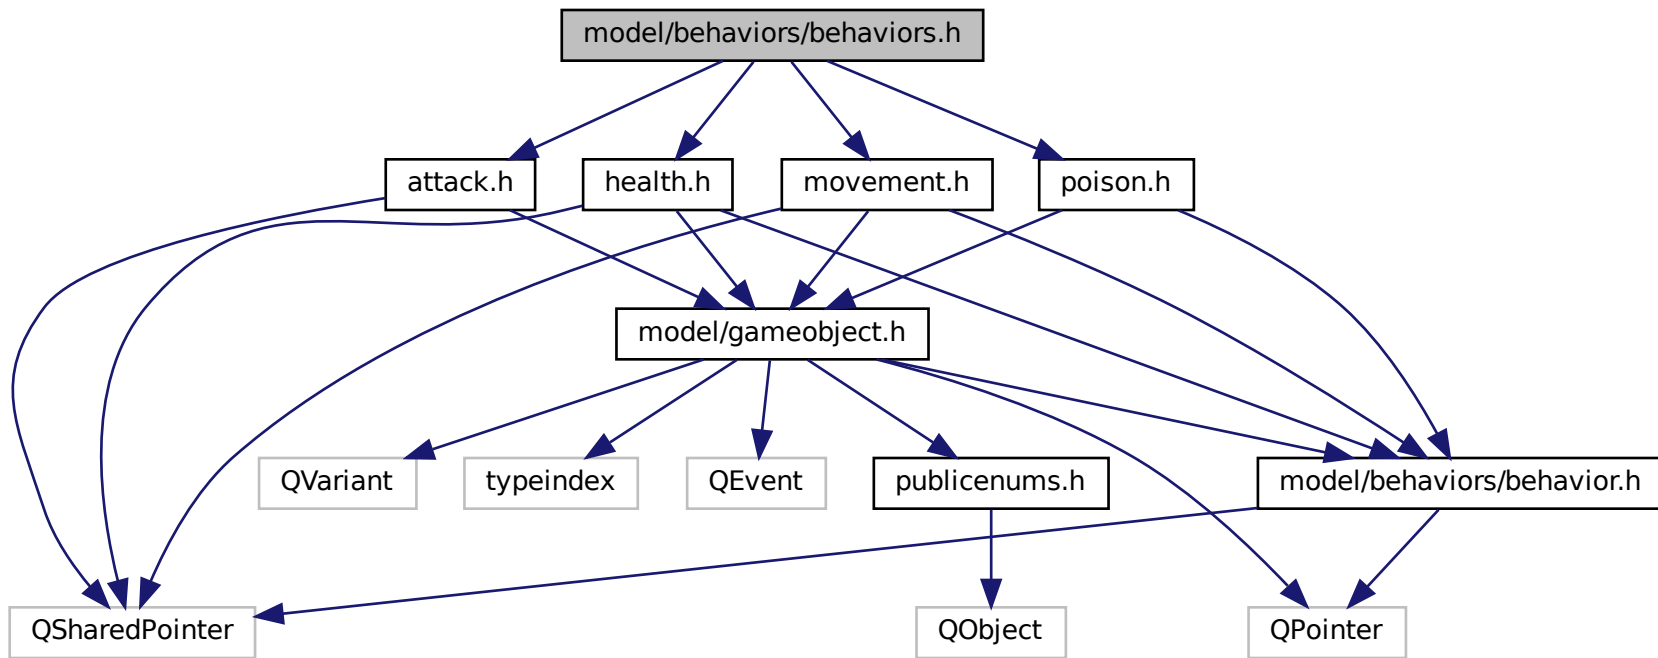 model/behaviors/behaviors.h
attack.h
health.h
movement.h
poison.h
model/gameobject.h
QVariant
typeindex
QEvent
publicenums.h
model/behaviors/behavior.h
QSharedPointer
QObject
QPointer